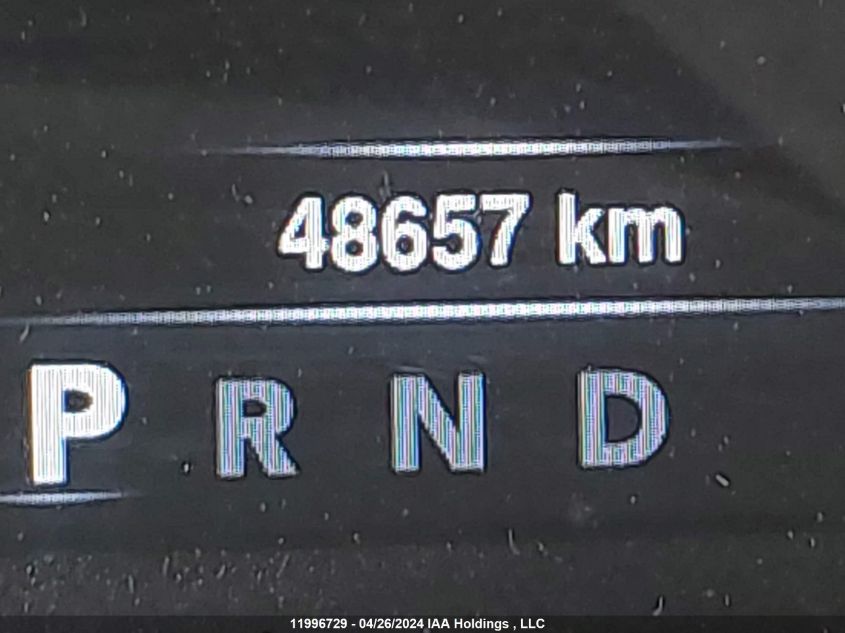 48657 km
P R N D
11996729 - 04/26/2024 IAA Holdings , LLC